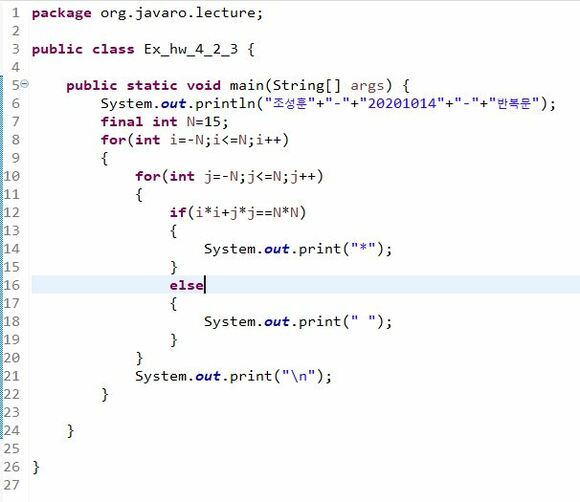 1 package org.javaro.lecture;
2
3 public class Ex_hw_4_2_3 {
4
5 public static void main(String[] args) {
6 System.out.println("조성훈"+"-"+"20201014"+"-"+"반복문");
7 final int N=15;
8 for(int i=-N;i<=N;i++)
9 {
10 for(int j=-N;j<=N;j++)
11 {
12 if(i*i+j*j==N*N)
13 {
14 System.out.print("*");
15 }
16 else
17 {
18 System.out.print(" ");
19 }
20 }
21 System.out.print("\n");
22 }
23
24 }
25
26 }
27